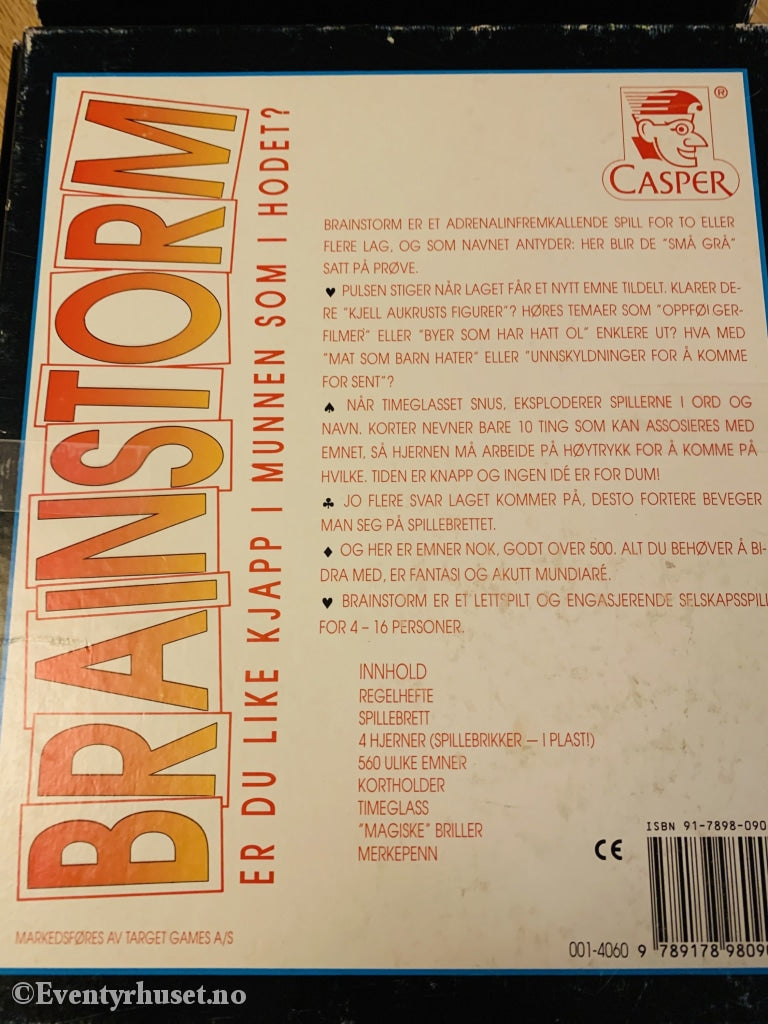 BRAINSTORM
ER DU LIKE KJAPP I MUNNEN SOM I HODET?
®
CASPER
BRAINSTORM ER ET ADRENALINFREMKALLENDE SPILL FOR TO ELLER
FLERE LAG, OG SOM NAVNET ANTYDER: HER BLIR DE "SMÅ GRÅ"
SATT PÅ PRØVE.
♥ PULSEN STIGER NÅR LAGET FÅR ET NYTT EMNE TILDELT. KLARER DE-
RE "KJELL AUKRUSTS FIGURER"? HØRES TEMAER SOM "OPPFØLGER-
FILMER" ELLER "BYER SOM HAR HATT OL" ENKLERE UT? HVA MED
"MAT SOM BARN HATER" ELLER "UNNSKYLDNINGER FOR Å KOMME
FOR SENT"?
♠ NÅR TIMEGLASSET SNUS, EKSPLODERER SPILLERNE I ORD OG
NAVN. KORTER NEVNER BARE 10 TING SOM KAN ASSOSIERES MED
EMNET, SÅ HJERNEN MÅ ARBEIDE PÅ HØYTRYKK FOR Å KOMME PÅ
HVILKE. TIDEN ER KNAPP OG INGEN IDÉ ER FOR DUM!
♣ JO FLERE SVAR LAGET KOMMER PÅ, DESTO FORTERE BEVEGER
MAN SEG PÅ SPILLEBRETTET.
♦ OG HER ER EMNER NOK, GODT OVER 500. ALT DU BEHØVER Å BI-
DRA MED, ER FANTASI OG AKUTT MUNDIARÉ.
♥ BRAINSTORM ER ET LETTSPILT OG ENGASJERENDE SELSKAPSSPILL
FOR 4 – 16 PERSONER.
INNHOLD
REGELHEFTE
SPILLEBRETT
4 HJERNER (SPILLEBRIKKER — I PLAST!)
560 ULIKE EMNER
KORTHOLDER
TIMEGLASS
"MAGISKE" BRILLER
MERKEPENN
ISBN 91-7898-090
CE
001-4060 9 789178 98090
MARKEDSFØRES AV TARGET GAMES A/S
©Eventyrhuset.no